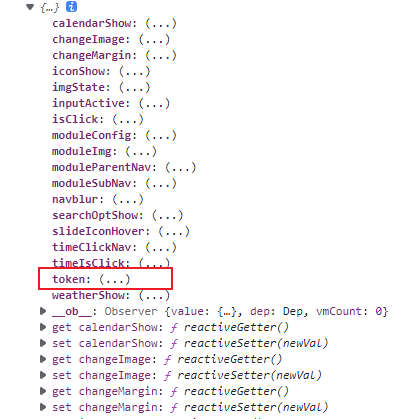 ▼ {…} i
calendarShow: (...)
changeImage: (...)
changeMargin: (...)
iconShow: (...)
imgState: (...)
inputActive: (...)
isClick: (...)
moduleConfig: (...)
moduleImg: (...)
moduleParentNav: (...)
moduleSubNav: (...)
navblur: (...)
searchOptShow: (...)
slideIconHover: (...)
timeClickNav: (...)
timeIsClick: (...)
token: (...)
weatherShow: (...)
▶ __ob__: Observer {value: {…}, dep: Dep, vmCount: 0}
▶ get calendarShow: ƒ reactiveGetter()
▶ set calendarShow: ƒ reactiveSetter(newVal)
▶ get changeImage: ƒ reactiveGetter()
▶ set changeImage: ƒ reactiveSetter(newVal)
▶ get changeMargin: ƒ reactiveGetter()
▶ set changeMargin: ƒ reactiveSetter(newVal)